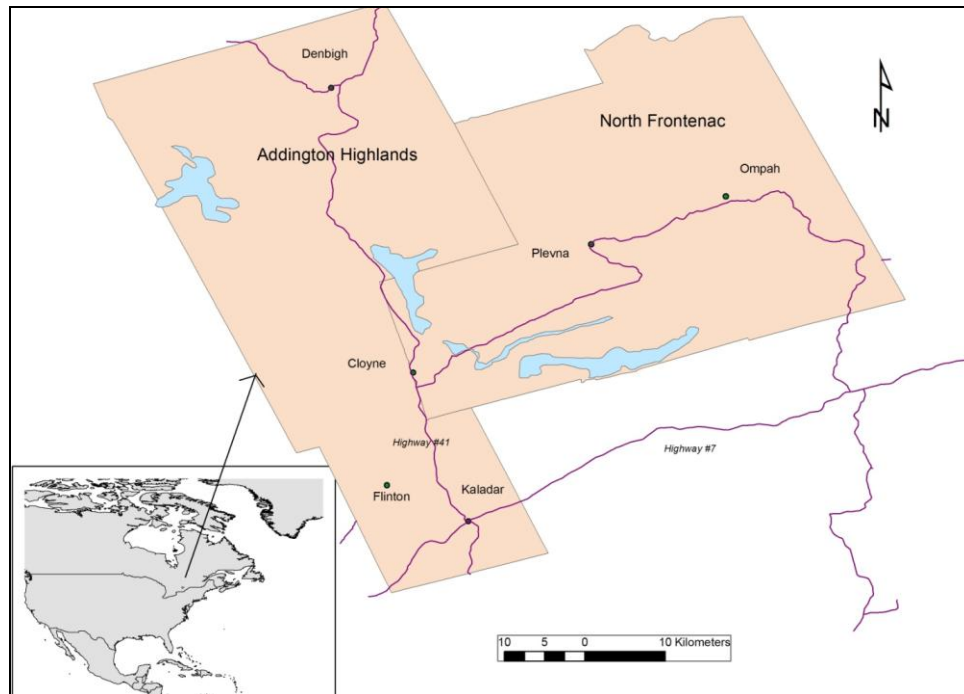 Denbigh
North Frontenac
N
Addington Highlands
Ompah
Plevna
Cloyne
Highway #41
Highway #7
Flinton
Kaladar
10 5 0 10 Kilometers